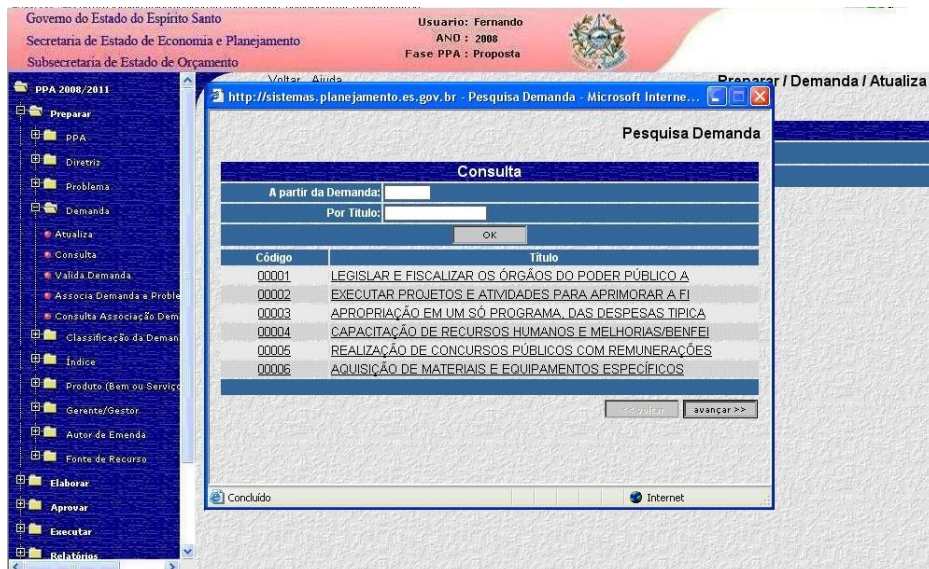 Governo do Estado do Espírito Santo
Secretaria de Estado de Economia e Planejamento
Subsecretaria de Estado de Orçamento
Usuario: Fernando
ANO : 2008
Fase PPA : Proposta
Voltar Ajuda
Preparar / Demanda / Atualiza
PPA 2008/2011
Preparar
PPA
Diretriz
Problema
Demanda
Atualiza
Consulta
Valida Demanda
Associa Demanda e Proble
Consulta Associação Dem
Classificação da Deman
Índice
Produto (Bem ou Serviço
Gerente/Gestor
Autor de Emenda
Fonte de Recurso
Elaborar
Aprovar
Executar
Relatórios
http://sistemas.planejamento.es.gov.br - Pesquisa Demanda - Microsoft Interne...
Pesquisa Demanda
Consulta
A partir da Demanda:
Por Titulo:
OK
Código Título
00001 LEGISLAR E FISCALIZAR OS ÓRGÃOS DO PODER PÚBLICO A
00002 EXECUTAR PROJETOS E ATIVIDADES PARA APRIMORAR A FI
00003 APROPRIAÇÃO EM UM SÓ PROGRAMA, DAS DESPESAS TIPICA
00004 CAPACITAÇÃO DE RECURSOS HUMANOS E MELHORIAS/BENFEI
00005 REALIZAÇÃO DE CONCURSOS PÚBLICOS COM REMUNERAÇÕES
00006 AQUISIÇÃO DE MATERIAIS E EQUIPAMENTOS ESPECÍFICOS
<< voltar avançar >>
Concluído
Internet